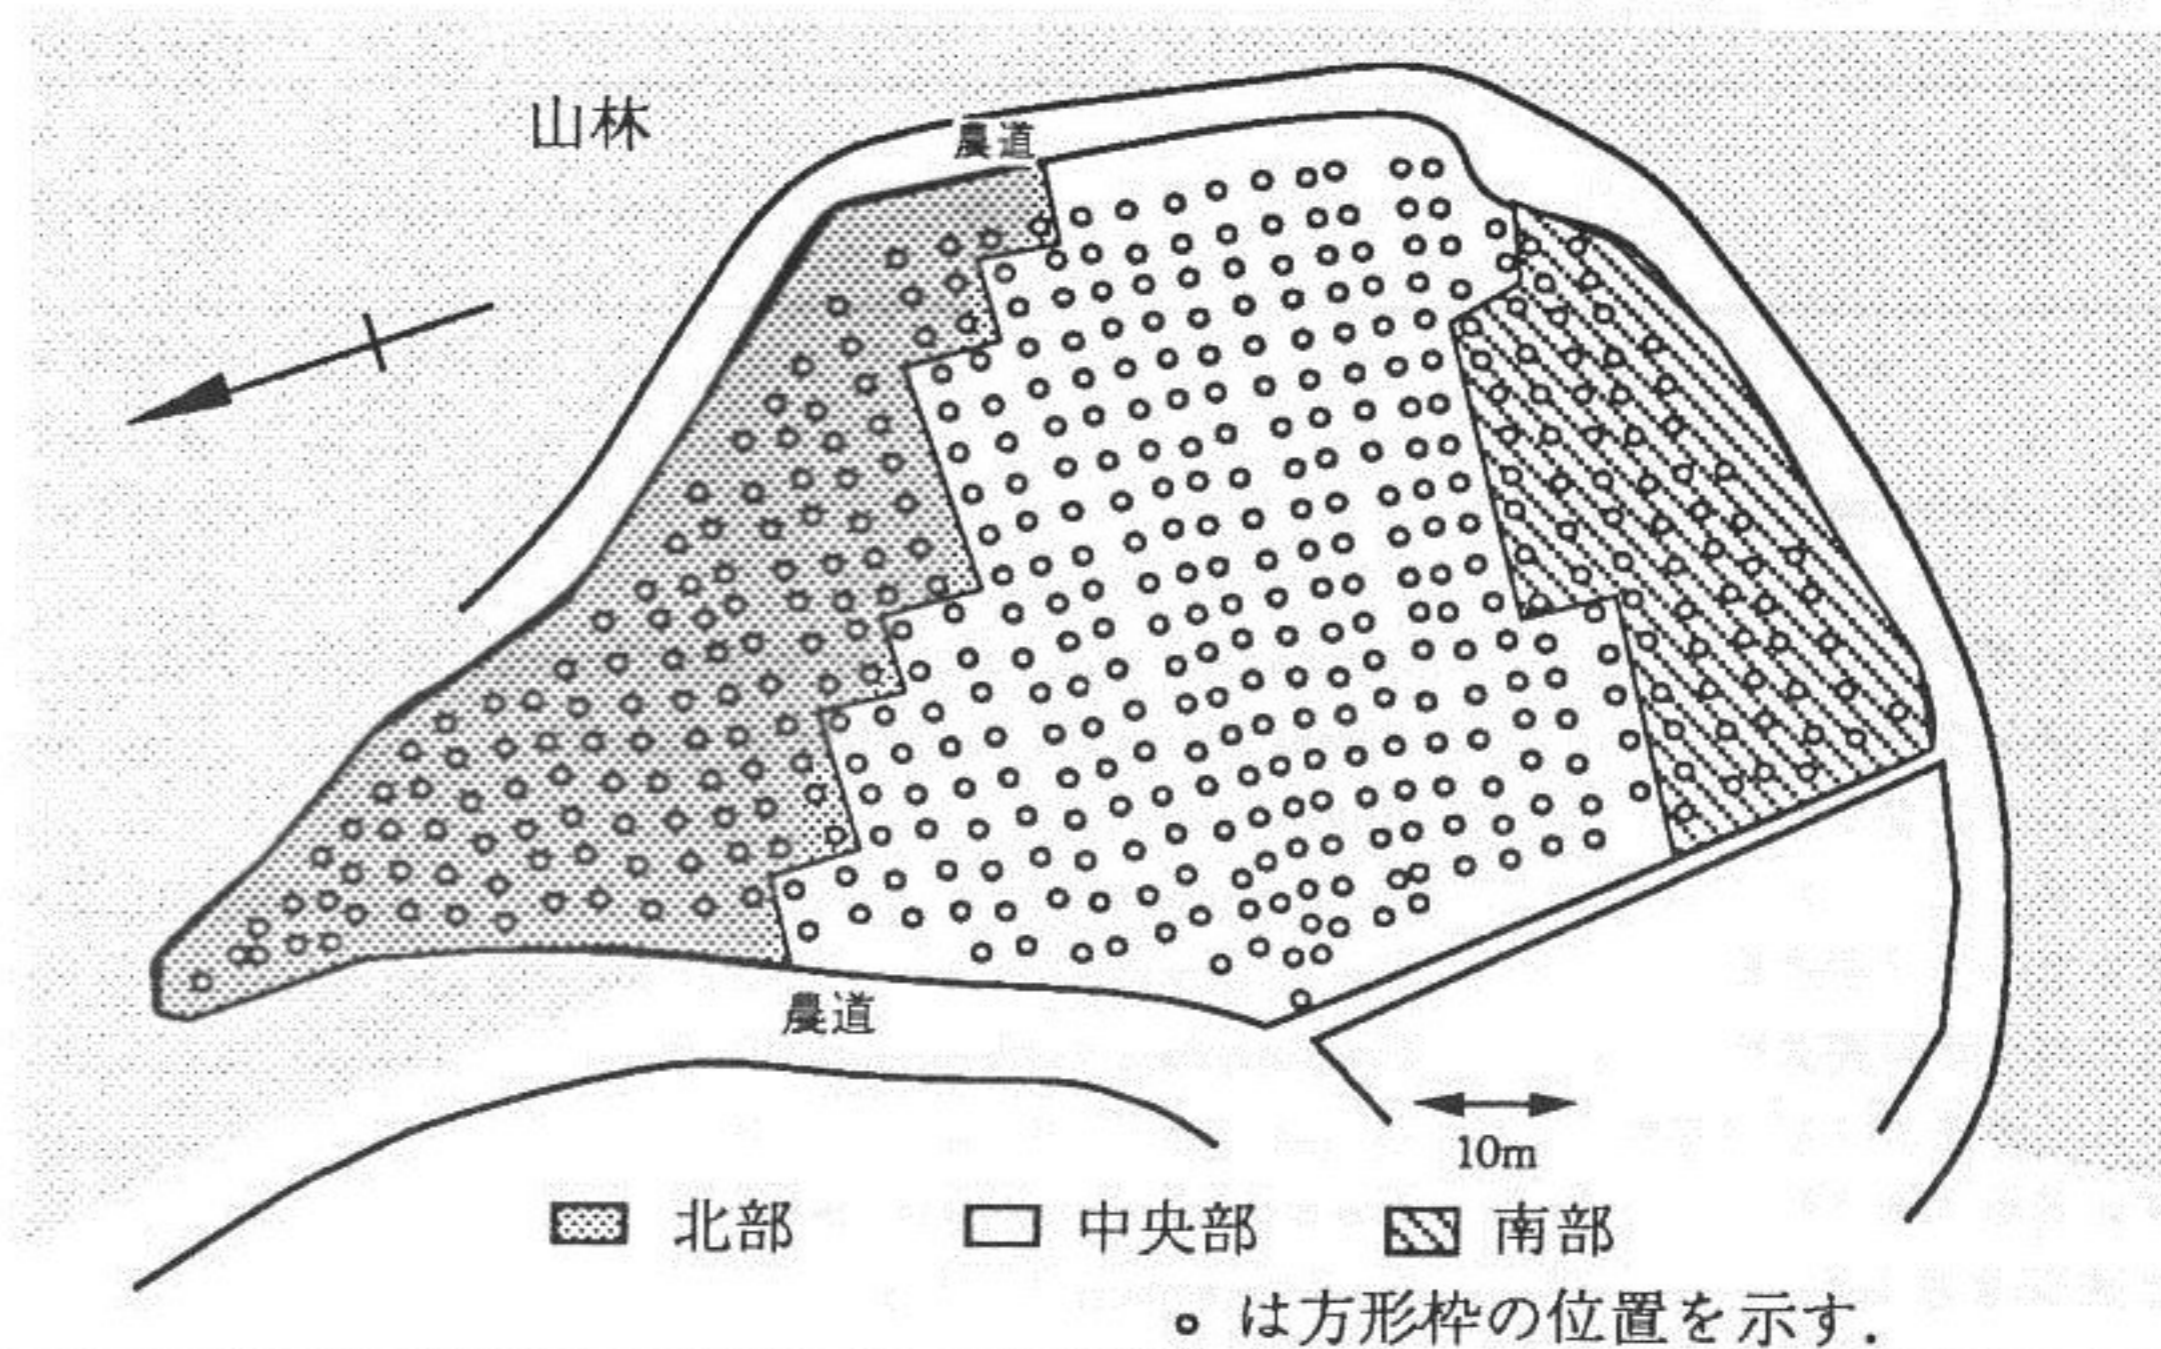 山林
農道
農道
10m
北部 中央部 南部
○ は方形枠の位置を示す.